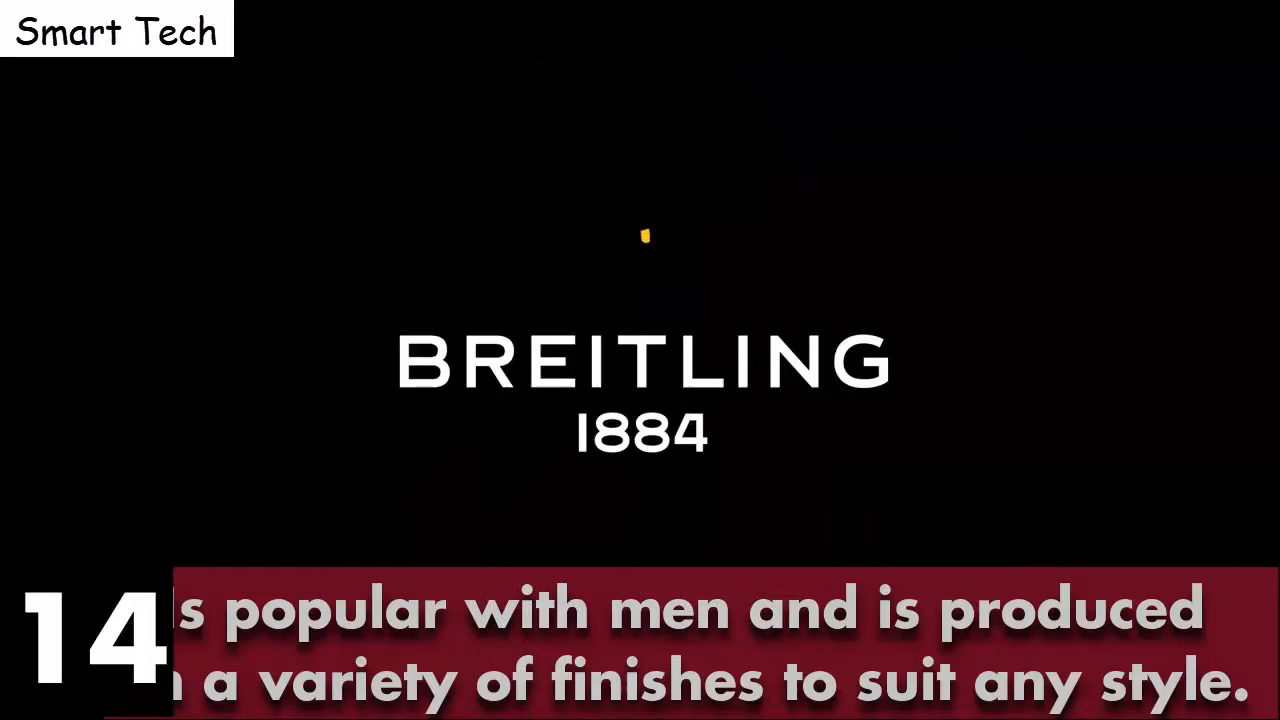 Smart Tech
BREITLING
1884
14
s popular with men and is produced
a variety of finishes to suit any style.